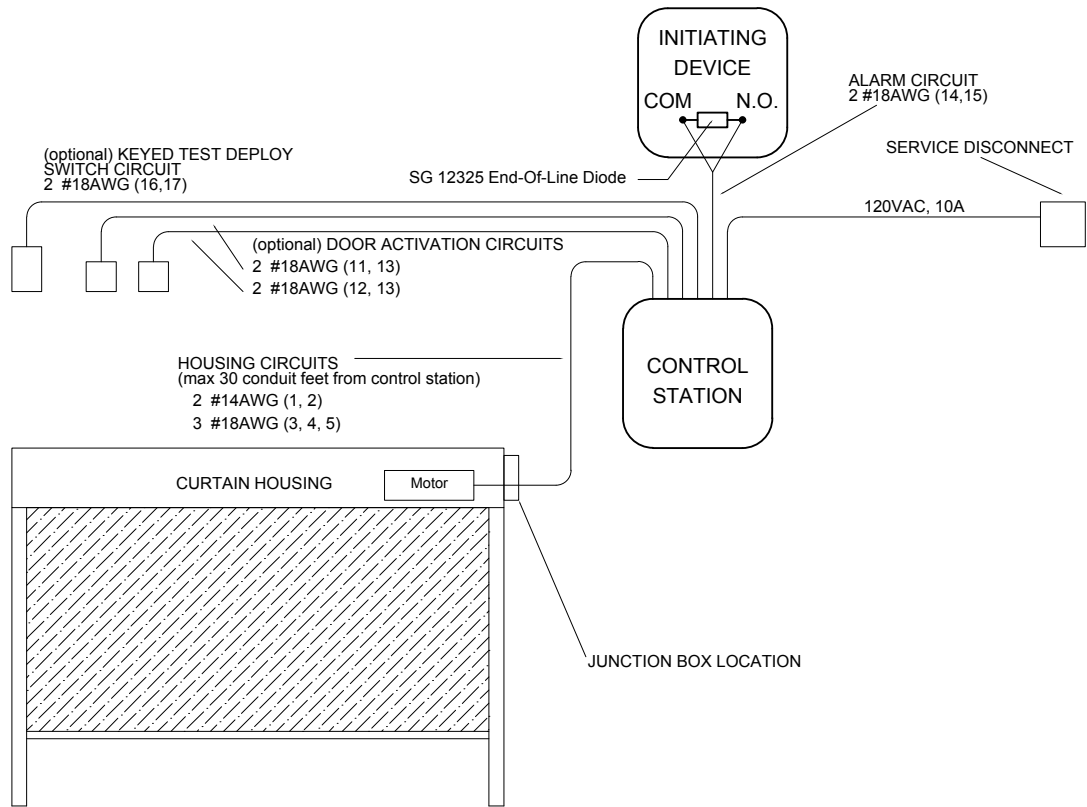 INITIATING
DEVICE
COM N.O.
ALARM CIRCUIT
2 #18AWG (14,15)
SERVICE DISCONNECT
(optional) KEYED TEST DEPLOY
SWITCH CIRCUIT
2 #18AWG (16,17)
SG 12325 End-Of-Line Diode
120VAC, 10A
(optional) DOOR ACTIVATION CIRCUITS
2 #18AWG (11, 13)
2 #18AWG (12, 13)
HOUSING CIRCUITS
(max 30 conduit feet from control station)
2 #14AWG (1, 2)
3 #18AWG (3, 4, 5)
CONTROL
STATION
CURTAIN HOUSING
Motor
JUNCTION BOX LOCATION